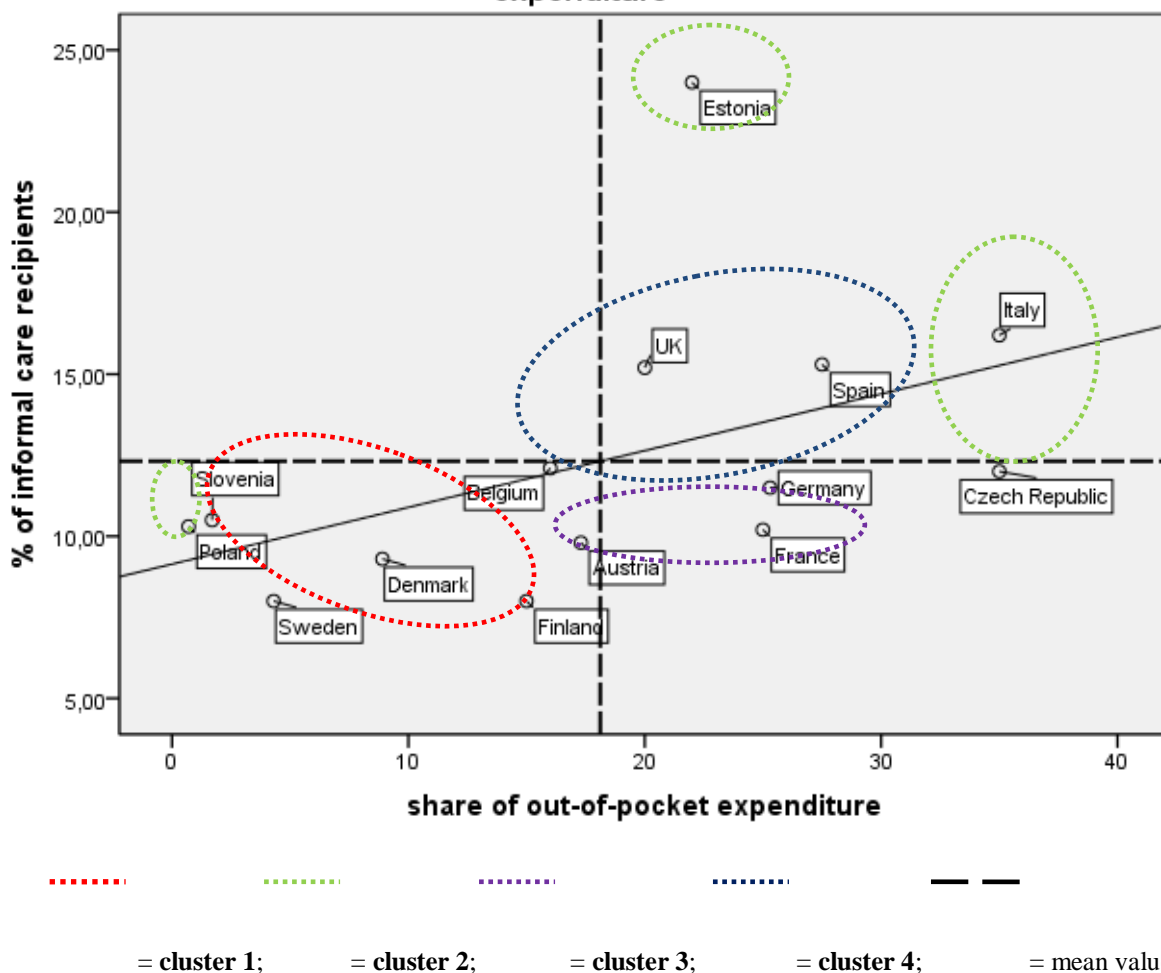 25,00
Estonia
20,00
% of informal care recipients
Italy
UK
15,00
Spain
Slovenia
Belgium
Germany
Czech Republic
10,00
Poland
Austria
France
Denmark
Sweden
Finland
5,00
0 10 20 30 40
share of out-of-pocket expenditure
= cluster 1; = cluster 2; = cluster 3; = cluster 4; = mean valu